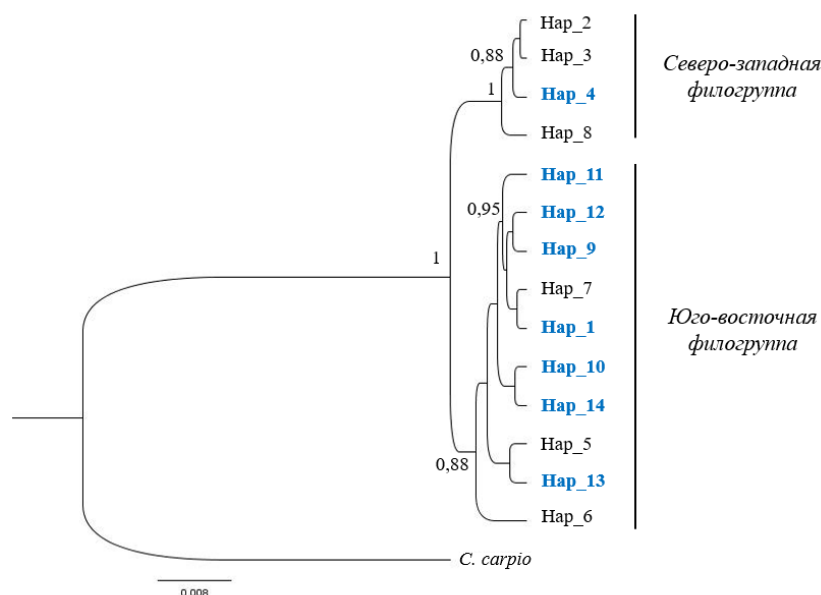 Hap_2
0,88
Hap_3
Северо-западная
филогруппа
1
Hap_4
Hap_8
Hap_11
0,95
Hap_12
Hap_9
1
Hap_7
Юго-восточная
филогруппа
Hap_1
Hap_10
Hap_14
Hap_5
0,88
Hap_13
Hap_6
C. carpio
0.008